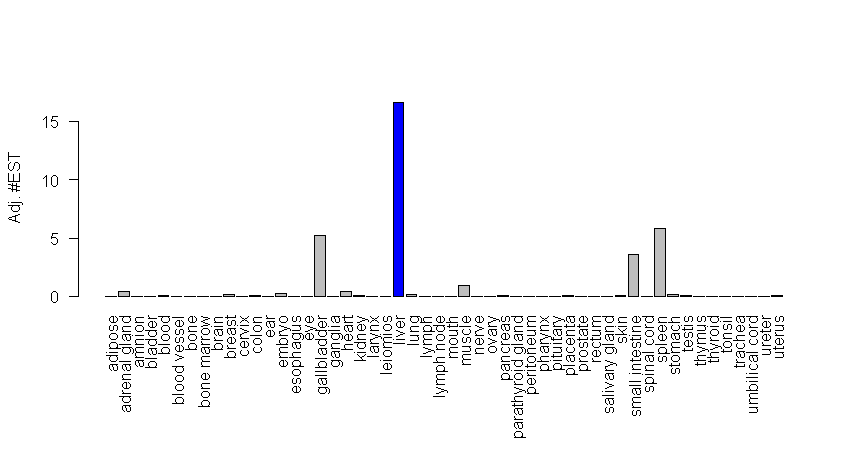 Adj. #EST
15
10
5
0
adipose
adrenal gland
amnion
bladder
blood
blood vessel
bone
bone marrow
brain
breast
cervix
colon
ear
embryo
esophagus
eye
gallbladder
ganglia
heart
kidney
larynx
leiomios
liver
lung
lymph
lymph node
mouth
muscle
nerve
ovary
pancreas
parathyroid gland
peritoneum
pharynx
pituitary
placenta
prostate
rectum
salivary gland
skin
small intestine
spinal cord
spleen
stomach
testis
thymus
thyroid
tonsil
trachea
umbilical cord
ureter
uterus